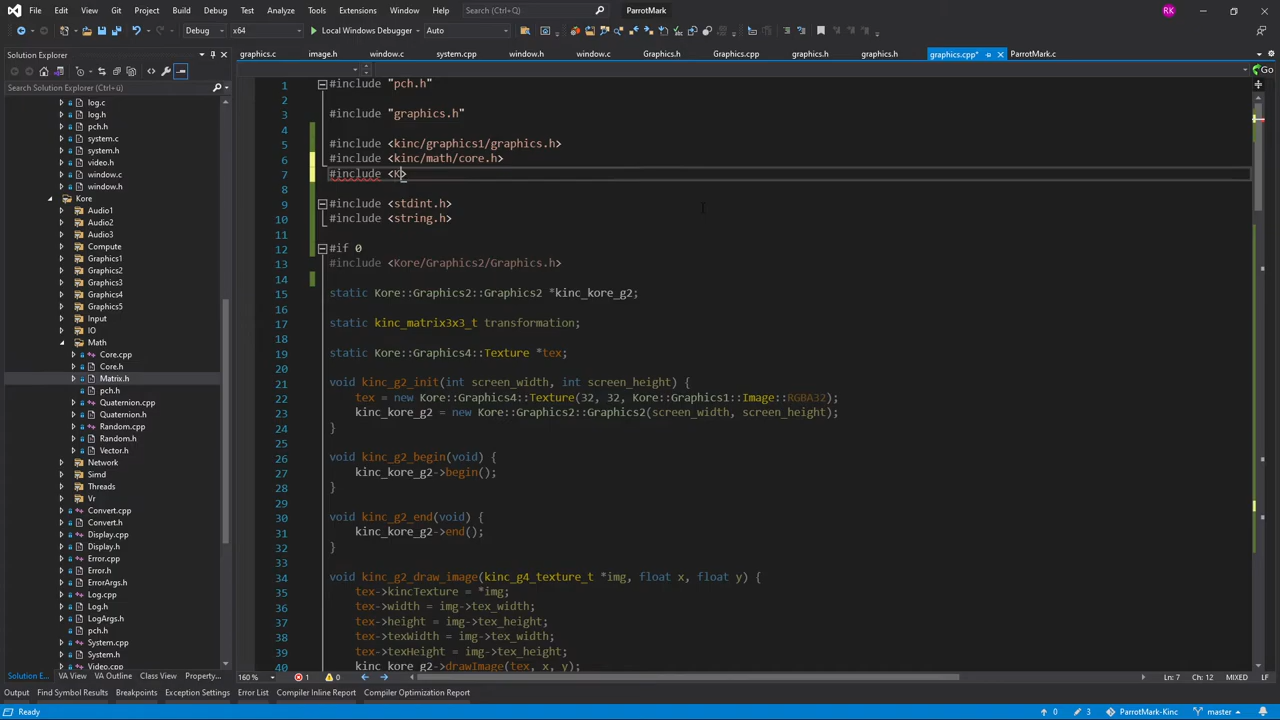 File Edit View Git Project Build Debug Test Analyze Tools Extensions Window Help Search (Ctrl+Q) ParrotMark RK
Debug x64 Local Windows Debugger Auto Go
Solution Explorer
graphics.c image.h window.c system.cpp window.h window.c Graphics.h Graphics.cpp graphics.h graphics.h graphics.cpp* ParrotMark.c
Search Solution Explorer (Ctrl+ü)
log.c
log.h
pch.h
system.c
system.h
video.h
window.c
window.h
Kore
Audio1
Audio2
Audio3
Compute
Graphics1
Graphics2
Graphics3
Graphics4
Graphics5
Input
IO
Math
Core.cpp
Core.h
Matrix.h
pch.h
Quaternion.cpp
Quaternion.h
Random.cpp
Random.h
Vector.h
Network
Simd
Threads
Vr
Convert.cpp
Convert.h
Display.cpp
Display.h
Error.cpp
Error.h
ErrorArgs.h
Log.cpp
Log.h
LogArgs.h
pch.h
System.cpp
System.h
Video.cpp
1 #include "pch.h"
2
3 #include "graphics.h"
4
5 #include <kinc/graphics1/graphics.h>
6 #include <kinc/math/core.h>
7 #include <K>
8
9 #include <stdint.h>
10 #include <string.h>
11
12 #if 0
13 #include <Kore/Graphics2/Graphics.h>
14
15 static Kore::Graphics2::Graphics2 *kinc_kore_g2;
16
17 static kinc_matrix3x3_t transformation;
18
19 static Kore::Graphics4::Texture *tex;
20
21 void kinc_g2_init(int screen_width, int screen_height) {
22 tex = new Kore::Graphics4::Texture(32, 32, Kore::Graphics1::Image::RGBA32);
23 kinc_kore_g2 = new Kore::Graphics2::Graphics2(screen_width, screen_height);
24 }
25
26 void kinc_g2_begin(void) {
27 kinc_kore_g2->begin();
28 }
29
30 void kinc_g2_end(void) {
31 kinc_kore_g2->end();
32 }
33
34 void kinc_g2_draw_image(kinc_g4_texture_t *img, float x, float y) {
35 tex->kincTexture = *img;
36 tex->width = img->tex_width;
37 tex->height = img->tex_height;
38 tex->texWidth = img->tex_width;
39 tex->texHeight = img->tex_height;
40 kinc_kore_g2->drawImage(tex, x, y);
Solution E... VA View VA Outline Class View Team Explorer 160 % 1 0 Ln: 7 Ch: 12 MIXED LF
Output Find Symbol Results Breakpoints Exception Settings Error List Compiler Inline Report Compiler Optimization Report
Ready 0 3 ParrotMark-Kinc master